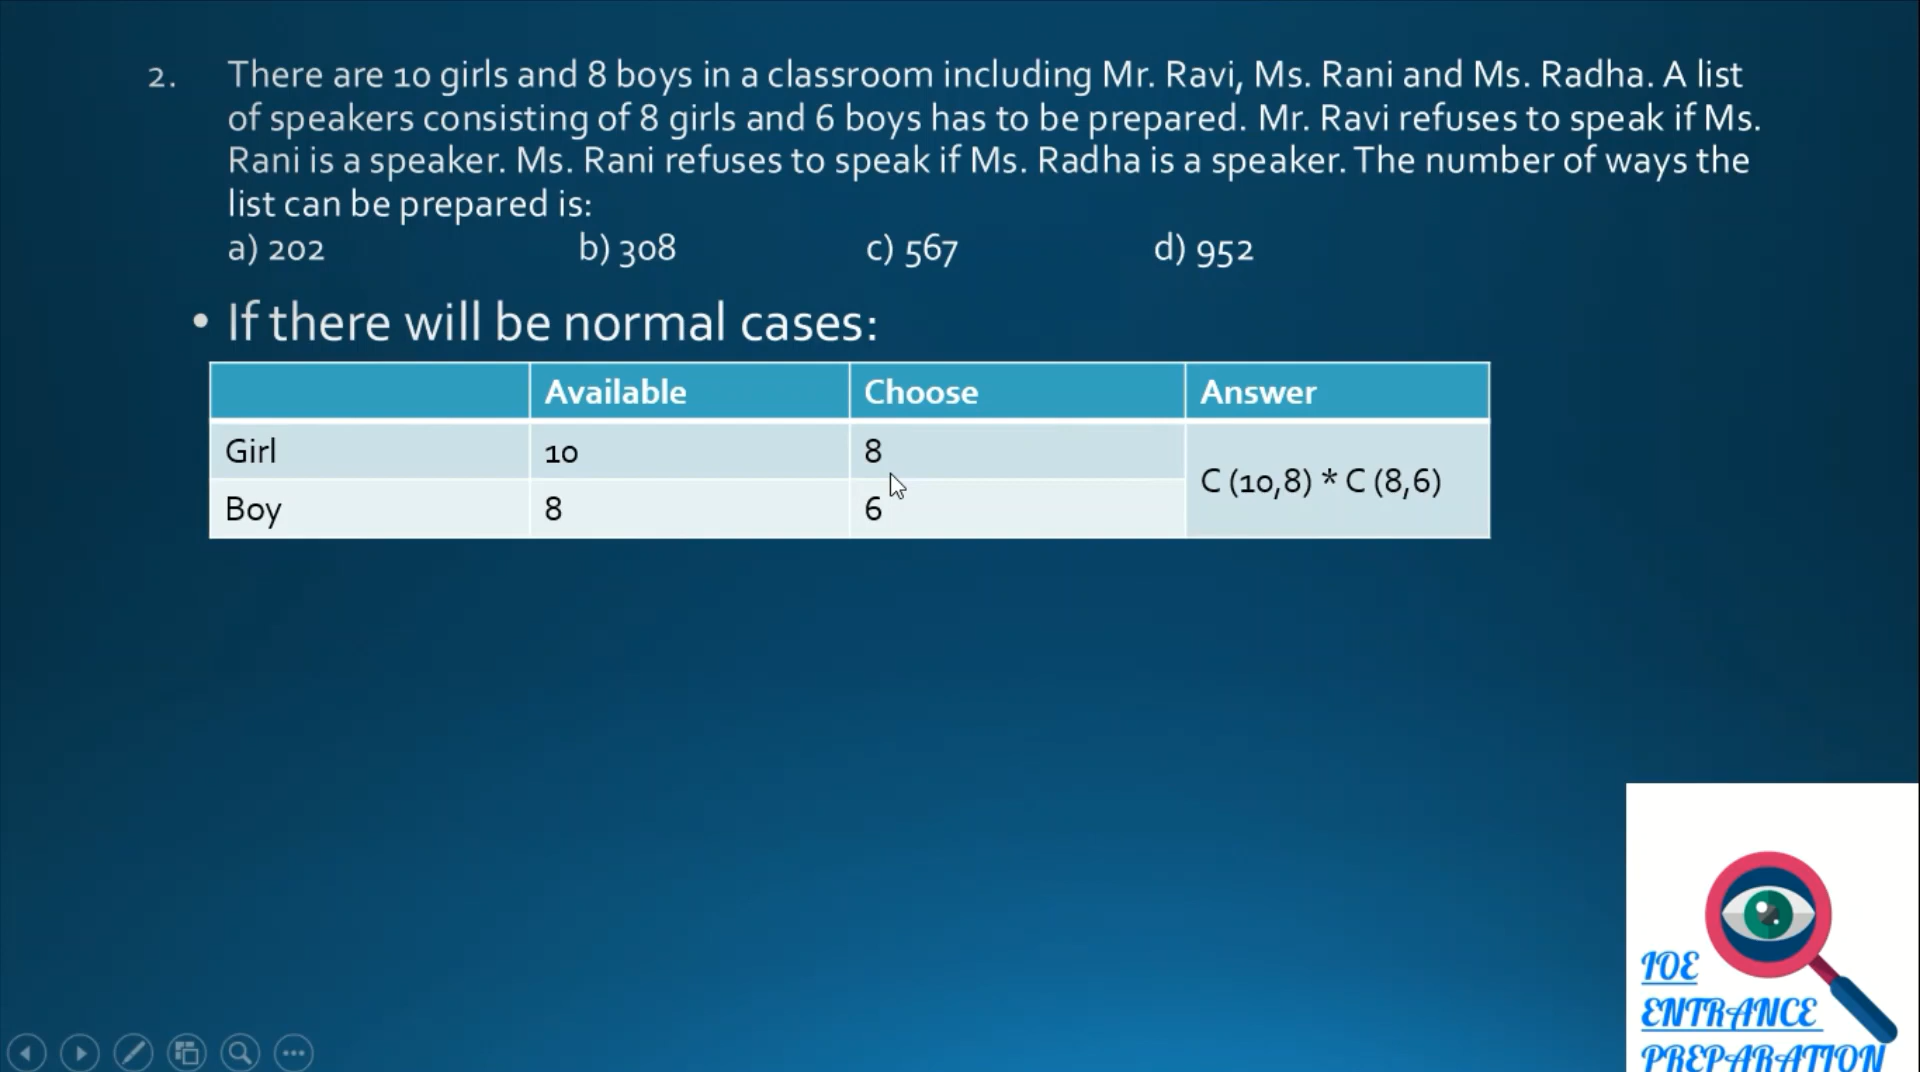 2. There are 10 girls and 8 boys in a classroom including Mr. Ravi, Ms. Rani and Ms. Radha. A list
of speakers consisting of 8 girls and 6 boys has to be prepared. Mr. Ravi refuses to speak if Ms.
Rani is a speaker. Ms. Rani refuses to speak if Ms. Radha is a speaker. The number of ways the
list can be prepared is:
a) 202 b) 308 c) 567 d) 952
• If there will be normal cases:
Available Choose Answer
Girl 10 8
C (10,8) * C (8,6)
Boy 8 6
IOE
ENTRANCE
PREPARATION